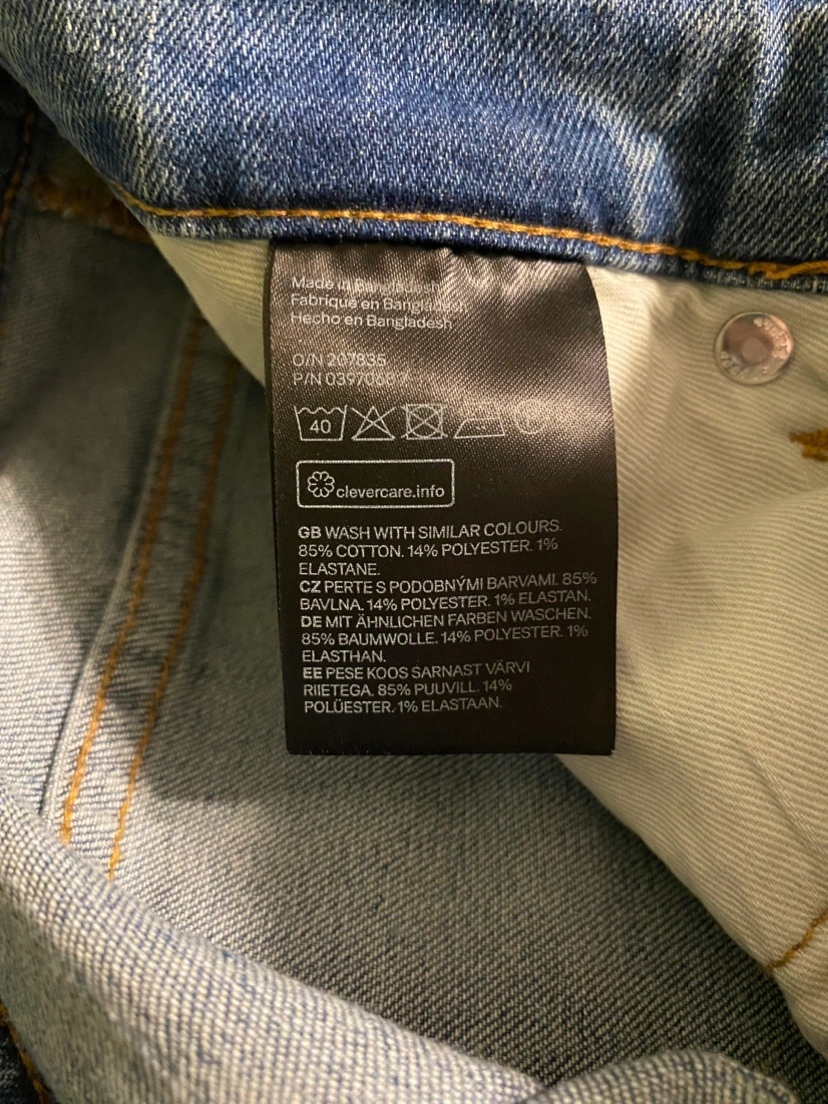 Made in Bangladesh
Fabriqué en Bangladesh
Hecho en Bangladesh
O/N 207835
P/N
40
clevercare.info
GB WASH WITH SIMILAR COLOURS.
85% COTTON. 14% POLYESTER. 1%
ELASTANE.
CZ PERTE S PODOBNÝMI BARVAMI. 85%
BAVLNA. 14% POLYESTER. 1% ELASTAN.
DE MIT ÄHNLICHEN FARBEN WASCHEN.
85% BAUMWOLLE. 14% POLYESTER. 1%
ELASTHAN.
EE PESE KOOS SARNAST VÄRVI
RIIETEGA. 85% PUUVILL. 14%
POLÜESTER. 1% ELASTAAN.